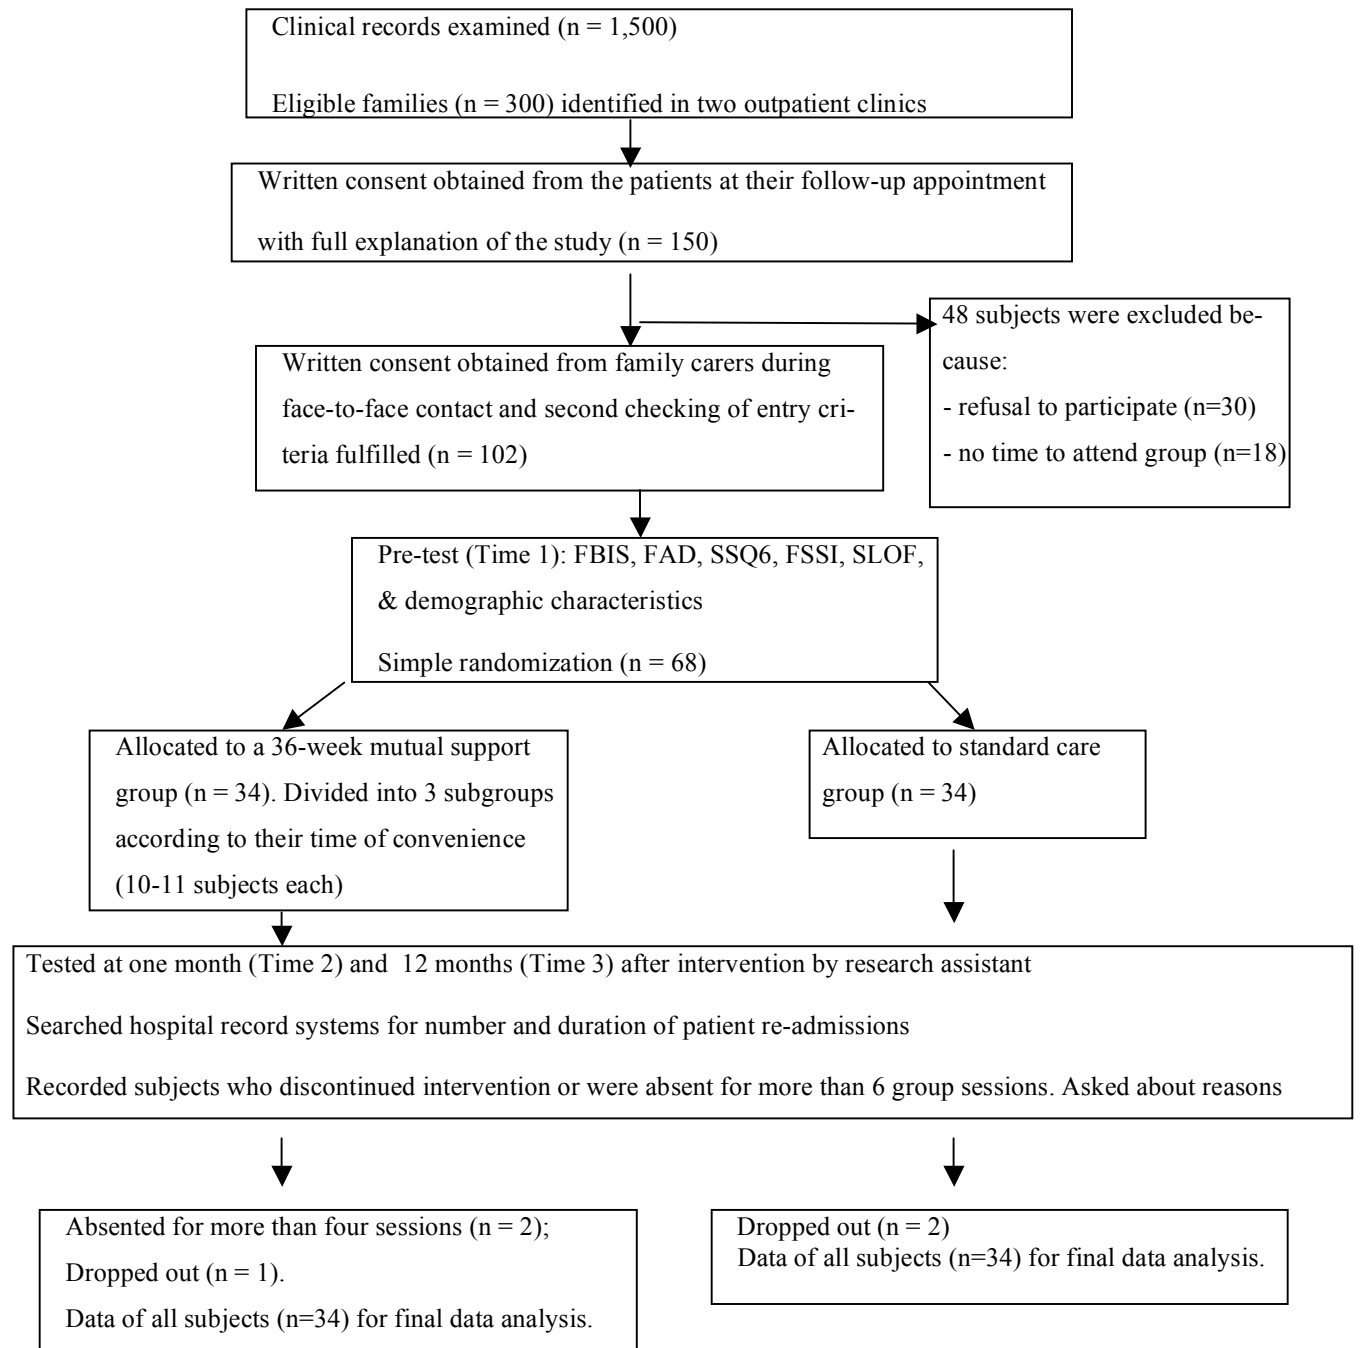 Clinical records examined (n = 1,500)
Eligible families (n = 300) identified in two outpatient clinics
Written consent obtained from the patients at their follow-up appointment
with full explanation of the study (n = 150)
48 subjects were excluded be-
cause:
- refusal to participate (n=30)
- no time to attend group (n=18)
Written consent obtained from family carers during
face-to-face contact and second checking of entry cri-
teria fulfilled (n = 102)
Pre-test (Time 1): FBIS, FAD, SSQ6, FSSI, SLOF,
& demographic characteristics
Simple randomization (n = 68)
Allocated to a 36-week mutual support
group (n = 34). Divided into 3 subgroups
according to their time of convenience
(10-11 subjects each)
Allocated to standard care
group (n = 34)
Tested at one month (Time 2) and  12 months (Time 3) after intervention by research assistant
Searched hospital record systems for number and duration of patient re-admissions
Recorded subjects who discontinued intervention or were absent for more than 6 group sessions. Asked about reasons
Absented for more than four sessions (n = 2);
Dropped out (n = 1).
Data of all subjects (n=34) for final data analysis.
Dropped out (n = 2)
Data of all subjects (n=34) for final data analysis.